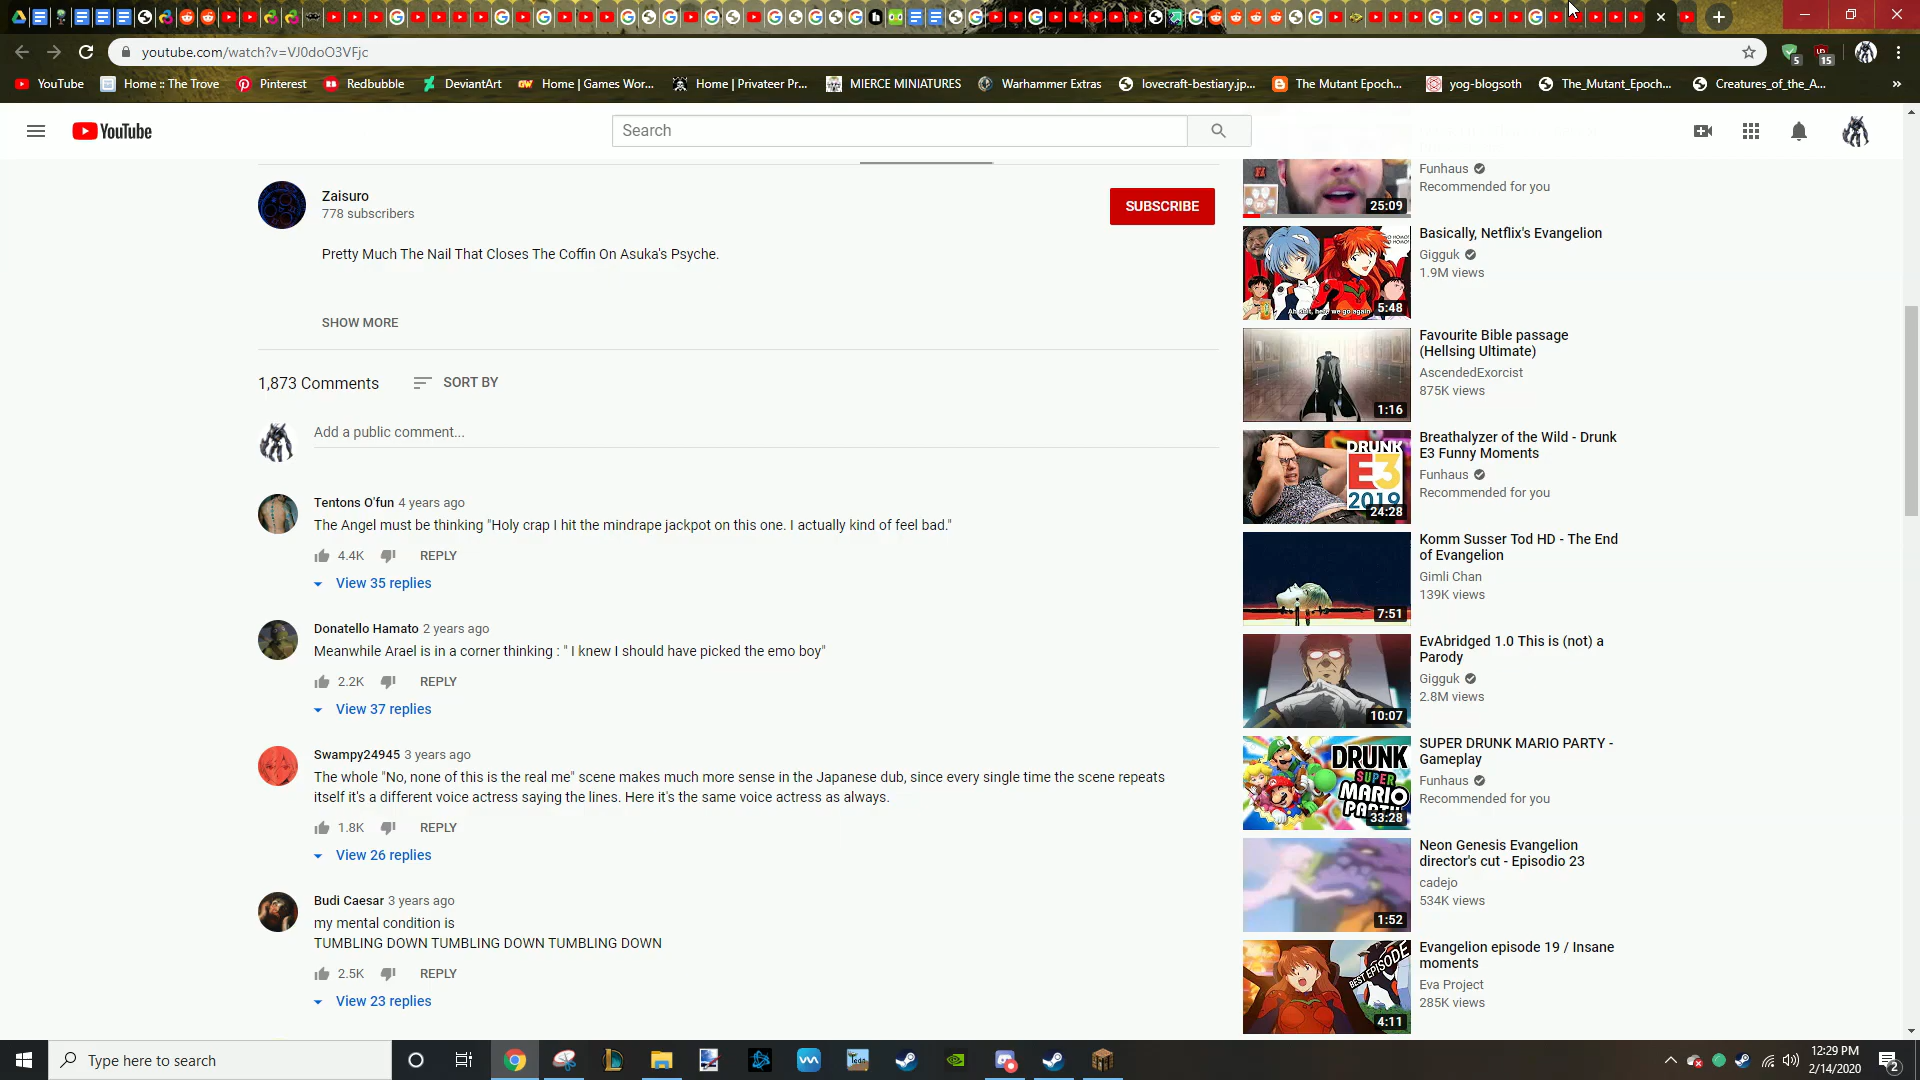 youtube.com/watch?v=VJ0doO3VFjc
5
15
YouTube
Home :: The Trove
Pinterest
Redbubble
DeviantArt
Home | Games Wor...
Home | Privateer Pr...
MIERCE MINIATURES
Warhammer Extras
lovecraft-bestiary.jp...
The Mutant Epoch...
yog-blogsoth
The_Mutant_Epoch...
Creatures_of_the_A...
YouTube
Search
Zaisuro
778 subscribers
SUBSCRIBE
Pretty Much The Nail That Closes The Coffin On Asuka's Psyche.
SHOW MORE
1,873 Comments
SORT BY
Add a public comment...
Tentons O'fun 4 years ago
The Angel must be thinking "Holy crap I hit the mindrape jackpot on this one. I actually kind of feel bad."
4.4K
REPLY
View 35 replies
Donatello Hamato 2 years ago
Meanwhile Arael is in a corner thinking : " I knew I should have picked the emo boy"
2.2K
REPLY
View 37 replies
Swampy24945 3 years ago
The whole "No, none of this is the real me" scene makes much more sense in the Japanese dub, since every single time the scene repeats
itself it's a different voice actress saying the lines. Here it's the same voice actress as always.
1.8K
REPLY
View 26 replies
Budi Caesar 3 years ago
my mental condition is
TUMBLING DOWN TUMBLING DOWN TUMBLING DOWN
2.5K
REPLY
View 23 replies
25:09
Funhaus
Recommended for you
5:48
Basically, Netflix's Evangelion
Gigguk
1.9M views
1:16
Favourite Bible passage
(Hellsing Ultimate)
AscendedExorcist
875K views
DRUNK
E3
2019
24:28
Breathalyzer of the Wild - Drunk
E3 Funny Moments
Funhaus
Recommended for you
7:51
Komm Susser Tod HD - The End
of Evangelion
Gimli Chan
139K views
10:07
EvAbridged 1.0 This is (not) a
Parody
Gigguk
2.8M views
DRUNK
SUPER
MARIO
PARTY
33:28
SUPER DRUNK MARIO PARTY -
Gameplay
Funhaus
Recommended for you
1:52
Neon Genesis Evangelion
director's cut - Episodio 23
cadejo
534K views
BEST EPISODE
4:11
Evangelion episode 19 / Insane
moments
Eva Project
285K views
Type here to search
12:29 PM
2/14/2020
2